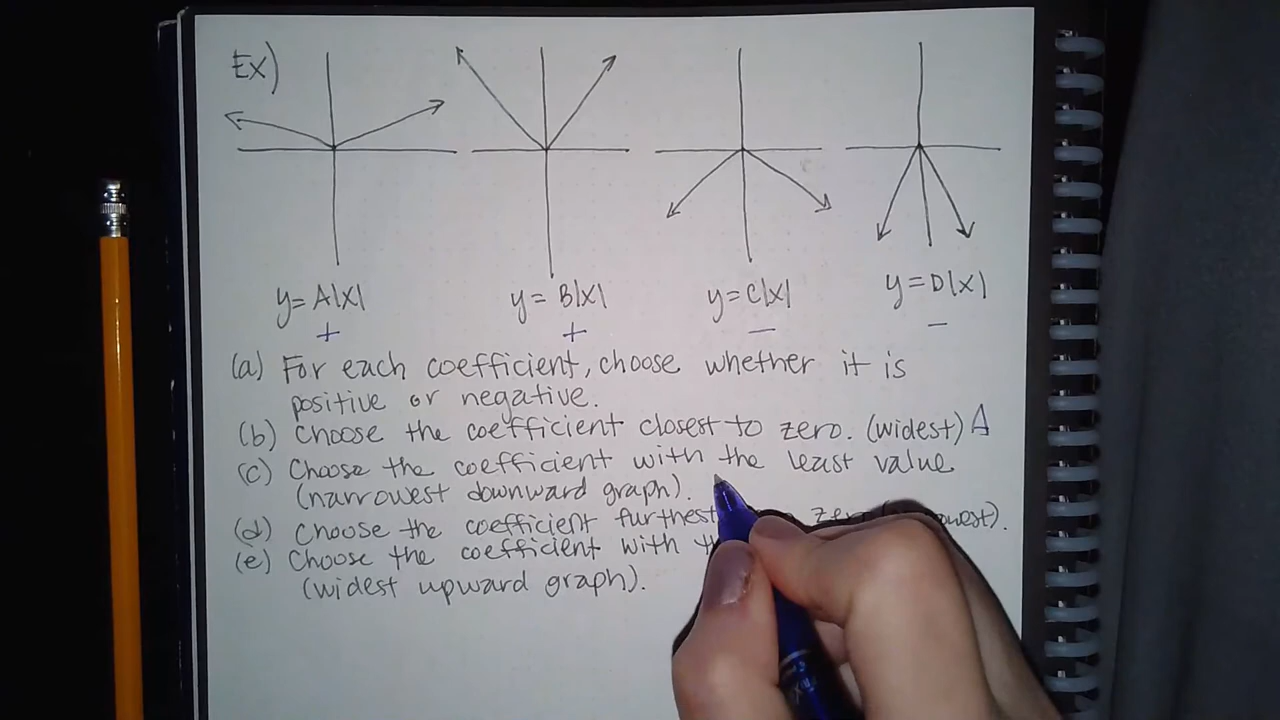 Ex)
y=A|x| y=B|x| y=C|x| y=D|x|
+ + − −
(a) For each coefficient, choose whether it is
positive or negative.
(b) Choose the coefficient closest to zero. (widest) A
(c) Choose the coefficient with the least value
(narrowest downward graph).
(d) Choose the coefficient furthest zero
(e) Choose the coefficient with
(widest upward graph).